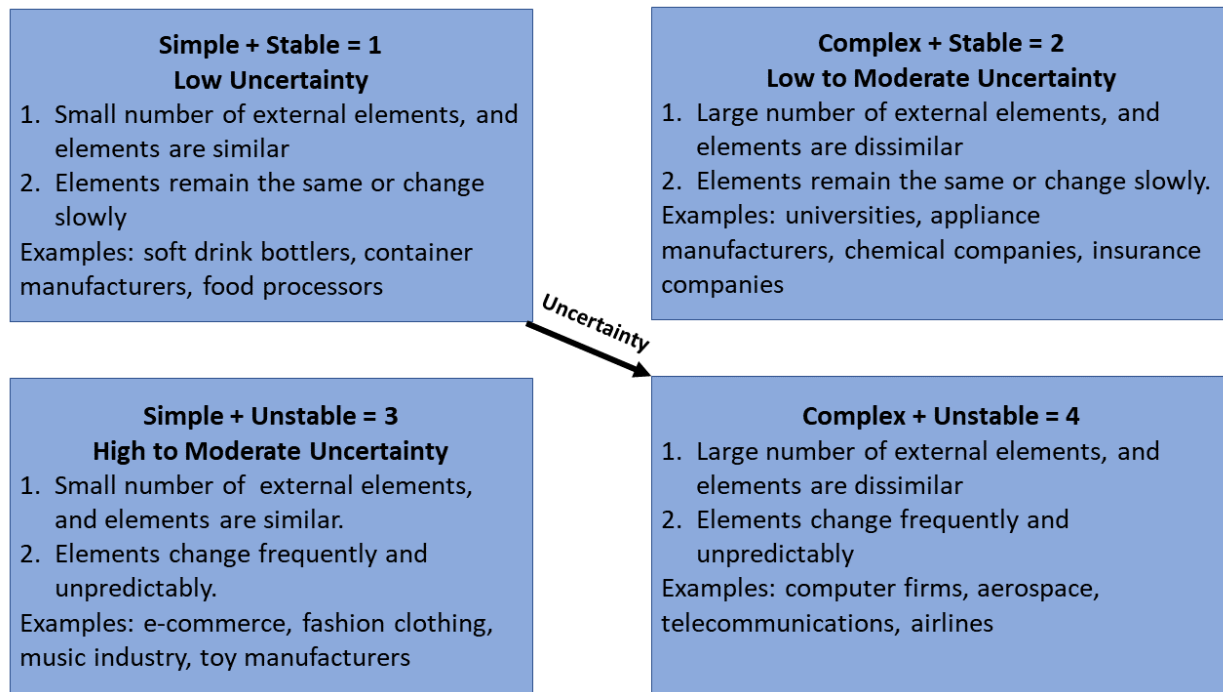 Simple + Stable = 1
Low Uncertainty
1. Small number of external elements, and
elements are similar
2. Elements remain the same or change
slowly
Examples: soft drink bottlers, container
manufacturers, food processors
Complex + Stable = 2
Low to Moderate Uncertainty
1. Large number of external elements, and
elements are dissimilar
2. Elements remain the same or change slowly.
Examples: universities, appliance
manufacturers, chemical companies, insurance
companies
Uncertainty
Simple + Unstable = 3
High to Moderate Uncertainty
1. Small number of external elements,
and elements are similar.
2. Elements change frequently and
unpredictably.
Examples: e-commerce, fashion clothing,
music industry, toy manufacturers
Complex + Unstable = 4
1. Large number of external elements, and
elements are dissimilar
2. Elements change frequently and
unpredictably
Examples: computer firms, aerospace,
telecommunications, airlines